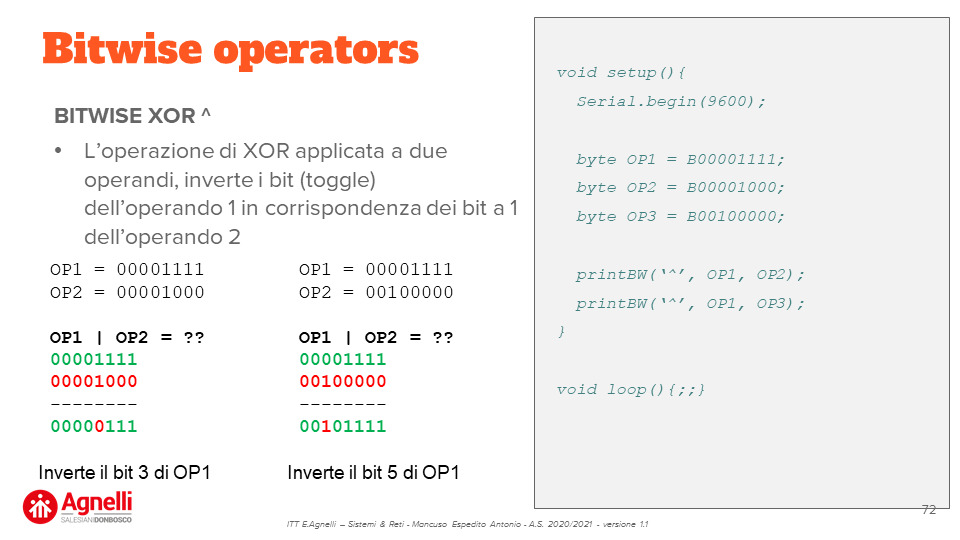 Bitwise operators
BITWISE XOR ^
• L'operazione di XOR applicata a due
operandi, inverte i bit (toggle)
dell'operando 1 in corrispondenza dei bit a 1
dell'operando 2
OP1 = 00001111
OP2 = 00001000
OP1 | OP2 = ??
00001111
00001000
--------
00000111
Inverte il bit 3 di OP1
OP1 = 00001111
OP2 = 00100000
OP1 | OP2 = ??
00001111
00100000
--------
00101111
Inverte il bit 5 di OP1
void setup(){
Serial.begin(9600);
byte OP1 = B00001111;
byte OP2 = B00001000;
byte OP3 = B00100000;
printBW(‘^’, OP1, OP2);
printBW(‘^’, OP1, OP3);
}
void loop(){;;}
Agnelli
SALESIANI DONBOSCO
ITT E.Agnelli – Sistemi & Reti - Mancuso Espedito Antonio - A.S. 2020/2021 - versione 1.1
72